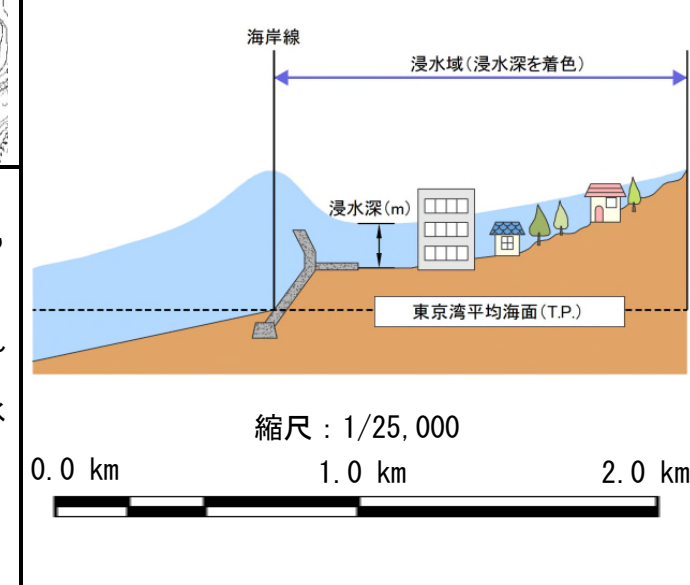 海岸線
浸水域(浸水深を着色)
浸水深(m)
東京湾平均海面(T.P.)
縮尺:1/25,000
0.0 km 1.0 km 2.0 km